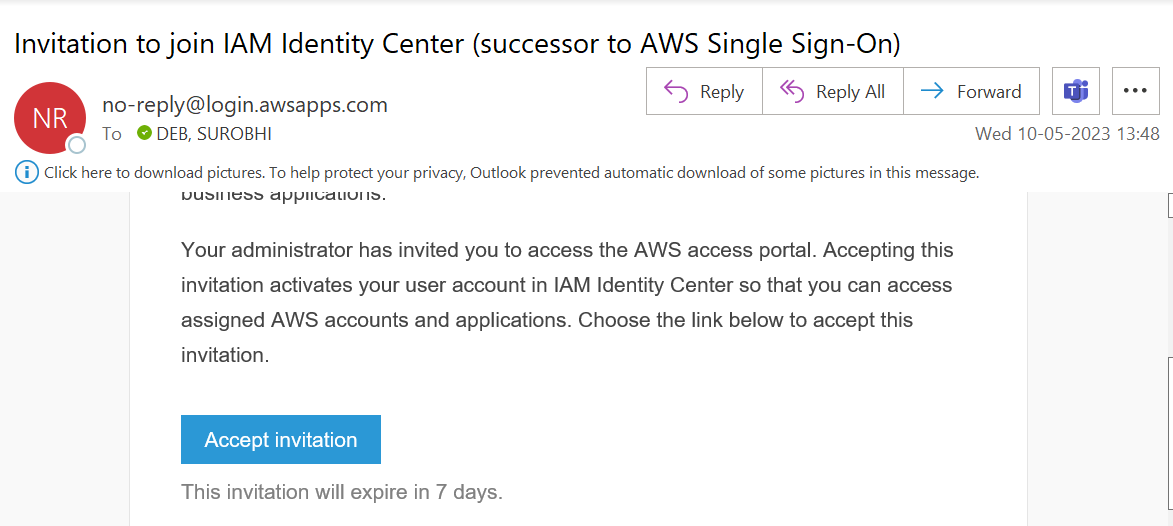 Invitation to join IAM Identity Center (successor to AWS Single Sign-On)
NR
no-reply@login.awsapps.com
To DEB, SUROBHI
Reply
Reply All
Forward
Wed 10-05-2023 13:48
Click here to download pictures. To help protect your privacy, Outlook prevented automatic download of some pictures in this message.
business applications.
Your administrator has invited you to access the AWS access portal. Accepting this
invitation activates your user account in IAM Identity Center so that you can access
assigned AWS accounts and applications. Choose the link below to accept this
invitation.
Accept invitation
This invitation will expire in 7 days.